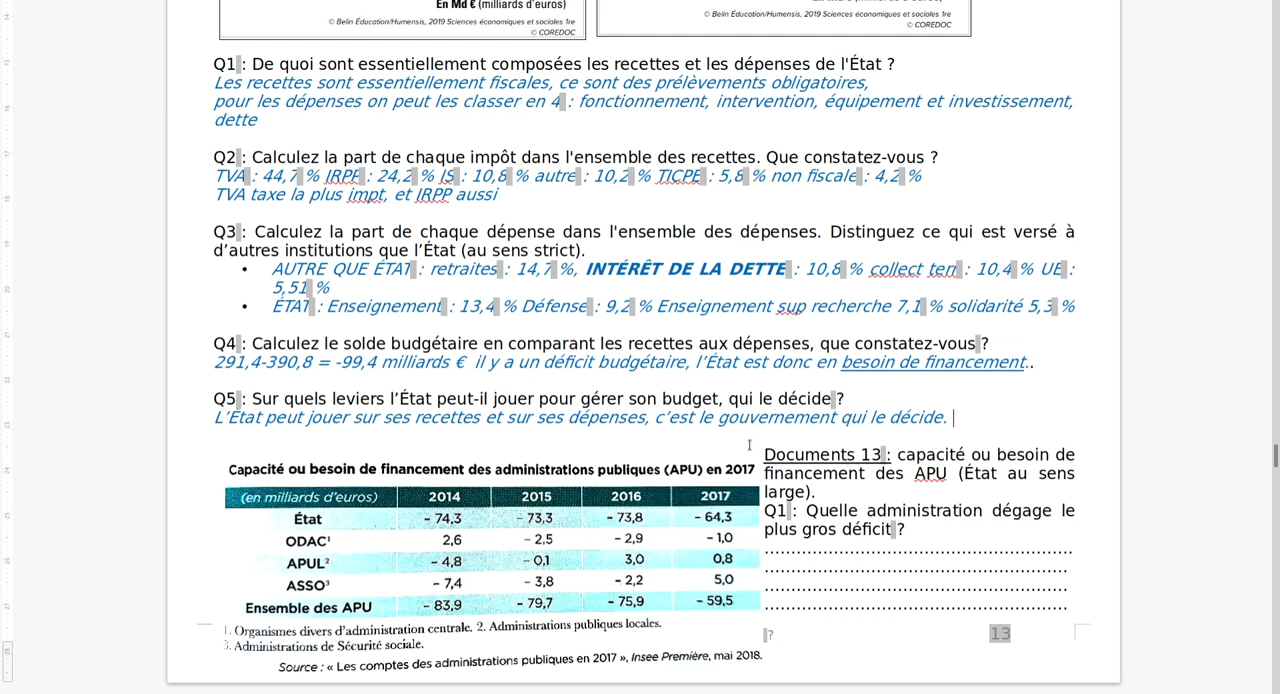 En Md € (milliards d'euros)
© Belin Éducation/Humensis, 2019 Sciences économiques et sociales 1re
© COREDOC
© Belin Éducation/Humensis, 2019 Sciences économiques et sociales 1re
© COREDOC
Q1 : De quoi sont essentiellement composées les recettes et les dépenses de l'État ?
Les recettes sont essentiellement fiscales, ce sont des prélèvements obligatoires,
pour les dépenses on peut les classer en 4 : fonctionnement, intervention, équipement et investissement,
dette
Q2 : Calculez la part de chaque impôt dans l'ensemble des recettes. Que constatez-vous ?
TVA : 44,7 % IRPP : 24,2 % IS : 10,8 % autre : 10,2 % TICPE : 5,8 % non fiscale : 4,2 %
TVA taxe la plus impt, et IRPP aussi
Q3 : Calculez la part de chaque dépense dans l'ensemble des dépenses. Distinguez ce qui est versé à
d’autres institutions que l’État (au sens strict).
• AUTRE QUE ÉTAT : retraites : 14,7 %, INTÉRÊT DE LA DETTE : 10,8 % collect terr : 10,4 % UE :
5,51 %
• ÉTAT : Enseignement : 13,4 % Défense : 9,2 % Enseignement sup recherche 7,1 % solidarité 5,3 %
Q4 : Calculez le solde budgétaire en comparant les recettes aux dépenses, que constatez-vous ?
291,4-390,8 = -99,4 milliards € il y a un déficit budgétaire, l’État est donc en besoin de financement..
Q5 : Sur quels leviers l’État peut-il jouer pour gérer son budget, qui le décide ?
L’État peut jouer sur ses recettes et sur ses dépenses, c’est le gouvernement qui le décide.
Capacité ou besoin de financement des administrations publiques (APU) en 2017
(en milliards d'euros) 2014 2015 2016 2017
État - 74,3 - 73,3 - 73,8 - 64,3
ODAC¹ 2,6 - 2,5 - 2,9 - 1,0
APUL² - 4,8 - 0,1 3,0 0,8
ASSO³ - 7,4 - 3,8 - 2,2 5,0
Ensemble des APU - 83,9 - 79,7 - 75,9 - 59,5
1. Organismes divers d'administration centrale. 2. Administrations publiques locales.
3. Administrations de Sécurité sociale.
Source : « Les comptes des administrations publiques en 2017 », Insee Première, mai 2018.
Documents 13 : capacité ou besoin de
financement des APU (État au sens
large).
Q1 : Quelle administration dégage le
plus gros déficit ?
........................................................
........................................................
........................................................
........................................................
?
13